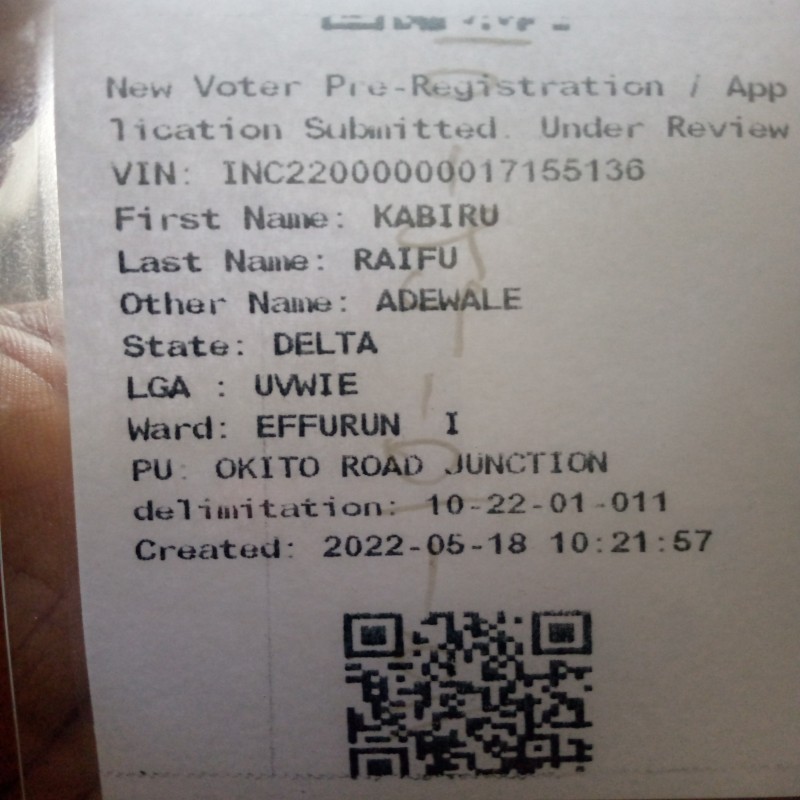 New Voter Pre-Registration / App
lication Submitted. Under Review
VIN: INC22000000017155136
First Name: KABIRU
Last Name: RAIFU
Other Name: ADEWALE
State: DELTA
LGA : UVWIE
Ward: EFFURUN I
PU: OKITO ROAD JUNCTION
delimitation: 10-22-01-011
Created: 2022-05-18 10:21:57